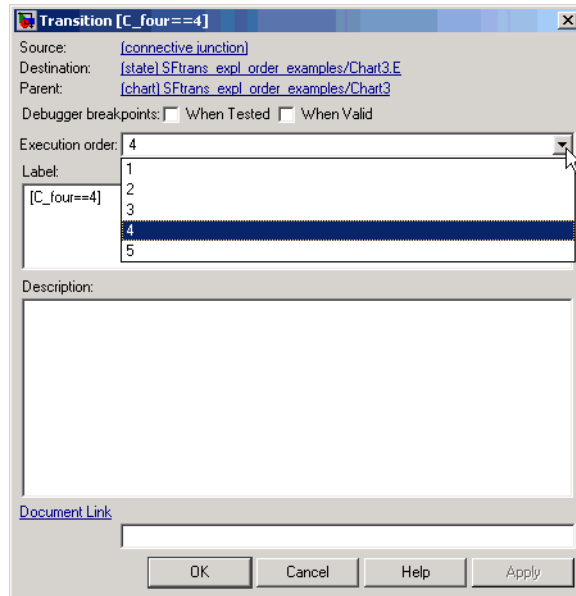 Transition [C_four==4]
Source: (connective junction)
Destination: (state) SFtrans_expl_order_examples/Chart3.E
Parent: (chart) SFtrans_expl_order_examples/Chart3
Debugger breakpoints: When Tested When Valid
Execution order: 4
Label:
1
[C_four==4]
2
3
4
5
Description:
Document Link
OK Cancel Help Apply